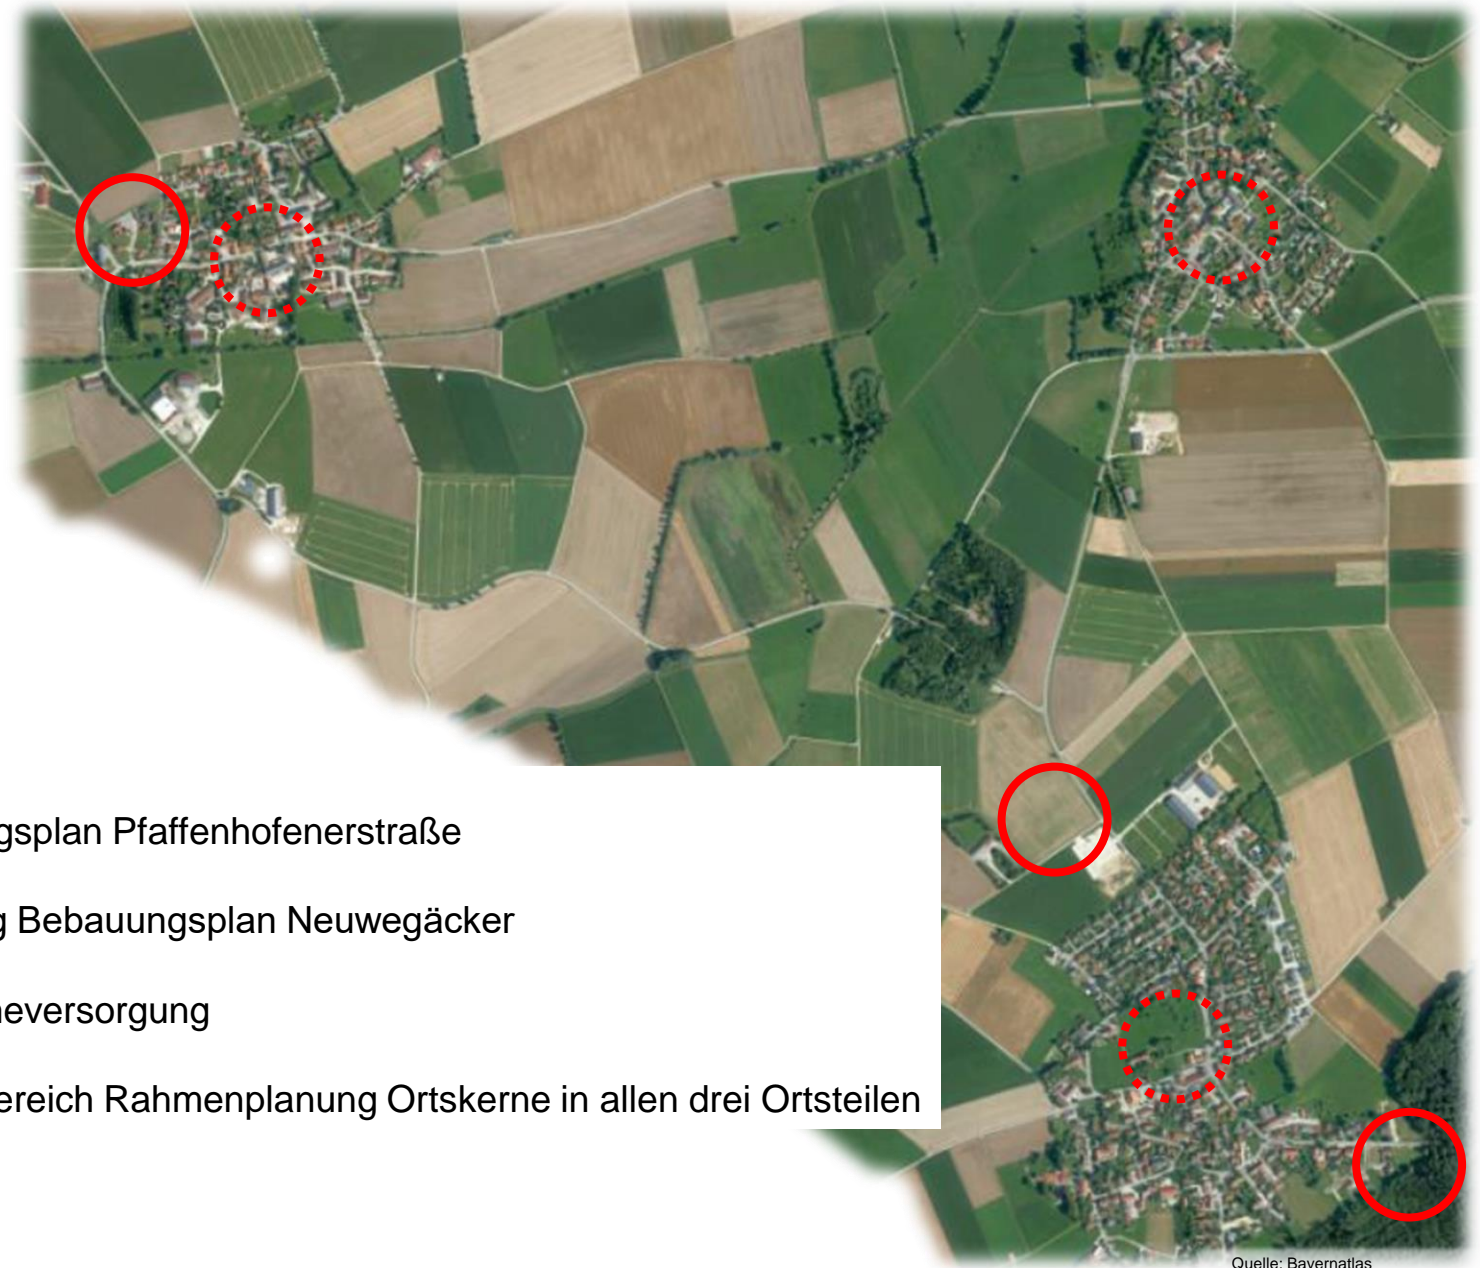 gsplan Pfaffenhofenerstraße
g Bebauungsplan Neuwegäcker
neversorgung
ereich Rahmenplanung Ortskerne in allen drei Ortsteilen
Quelle: Bayernatlas